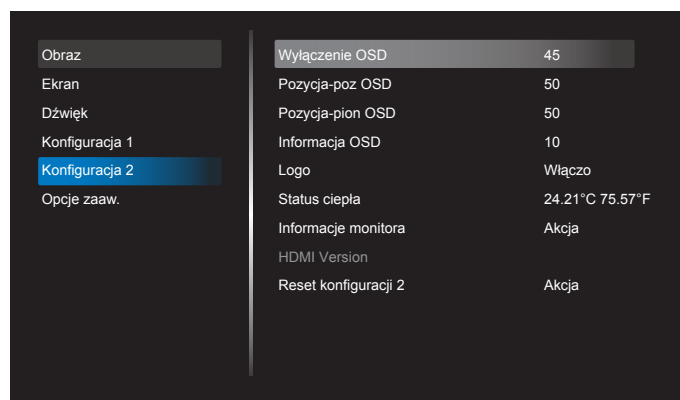 Obraz
Ekran
Dźwięk
Konfiguracja 1
Konfiguracja 2
Opcje zaaw.
Wyłączenie OSD 45
Pozycja-poz OSD 50
Pozycja-pion OSD 50
Informacja OSD 10
Logo Włączo
Status ciepła 24.21°C 75.57°F
Informacje monitora Akcja
HDMI Version
Reset konfiguracji 2 Akcja